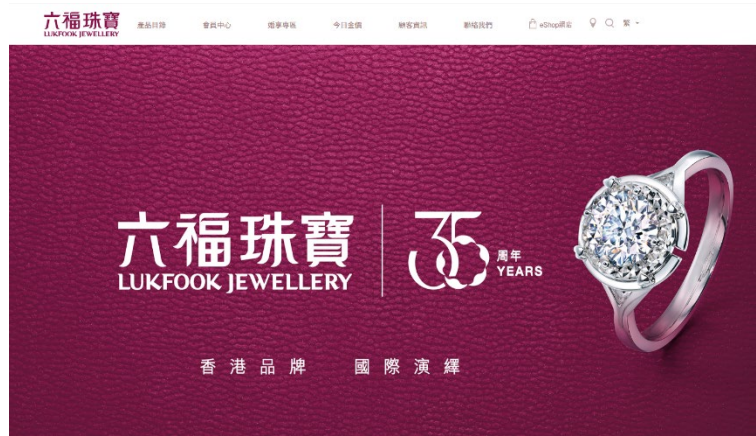 六福珠寶
LUKFOOK JEWELLERY
產品目錄
會員中心
婚享專區
今日金價
顧客資訊
聯絡我們
eShop網店
繁
六福珠寶
LUKFOOK JEWELLERY
35
周年
YEARS
香港品牌 國際演繹